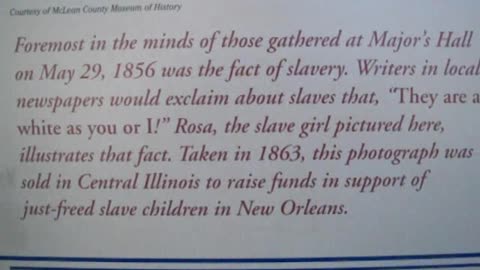 Courtesy of McLean County Museum of History
Foremost in the minds of those gathered at Major's Hall
on May 29, 1856 was the fact of slavery. Writers in local
newspapers would exclaim about slaves that, "They are a
white as you or I!" Rosa, the slave girl pictured here,
illustrates that fact. Taken in 1863, this photograph was
sold in Central Illinois to raise funds in support of
just-freed slave children in New Orleans.